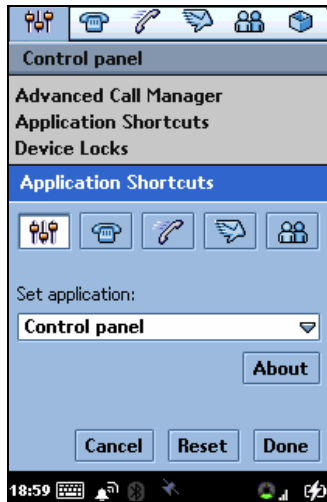 Control panel
Advanced Call Manager
Application Shortcuts
Device Locks
Application Shortcuts
Set application:
Control panel
About
Cancel Reset Done
18:59